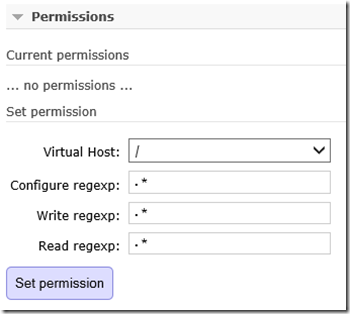 Permissions
Current permissions
... no permissions ...
Set permission
Virtual Host: /
Configure regexp: .*
Write regexp: .*
Read regexp: .*
Set permission